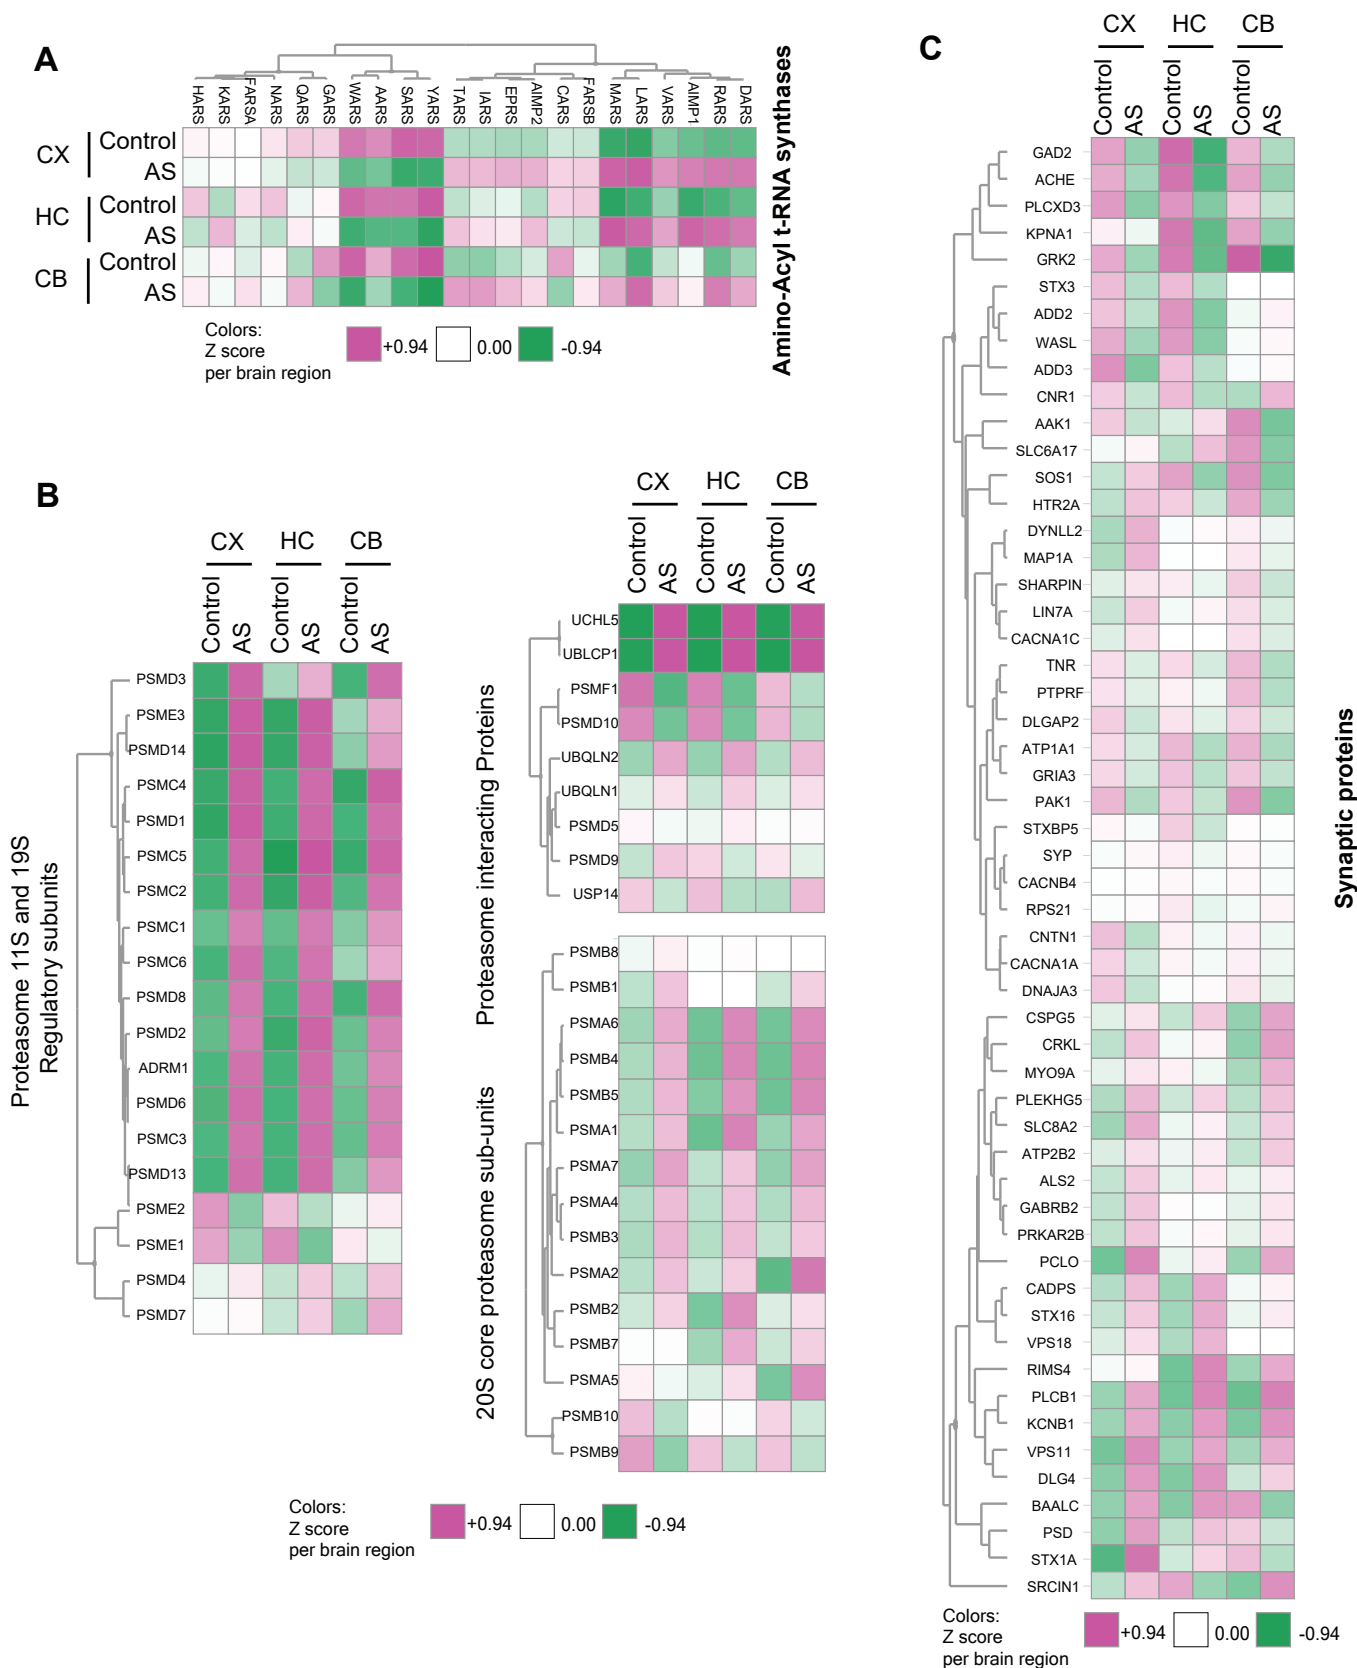 A
HARS
KARS
FARSA
NARS
QARS
GARS
WARS
AARS
SARS
YARS
TARS
IARS
EPRS
AIMP2
CARS
FARSB
MARS
LARS
VARS
AIMP1
RARS
DARS
CX
Control
AS
HC
Control
AS
CB
Control
AS
Amino-Acyl t-RNA synthases
Colors:
Z score
per brain region
+0.94
0.00
-0.94
B
CX
HC
CB
Control
AS
Control
AS
Control
AS
Proteasome 11S and 19S
Regulatory subunits
PSMD3
PSME3
PSMD14
PSMC4
PSMD1
PSMC5
PSMC2
PSMC1
PSMC6
PSMD8
PSMD2
ADRM1
PSMD6
PSMC3
PSMD13
PSME2
PSME1
PSMD4
PSMD7
CX
HC
CB
Control
AS
Control
AS
Control
AS
Proteasome interacting Proteins
UCHL5
UBLCP1
PSMF1
PSMD10
UBQLN2
UBQLN1
PSMD5
PSMD9
USP14
20S core proteasome sub-units
PSMB8
PSMB1
PSMA6
PSMB4
PSMB5
PSMA1
PSMA7
PSMA4
PSMB3
PSMA2
PSMB2
PSMB7
PSMA5
PSMB10
PSMB9
Colors:
Z score
per brain region
+0.94
0.00
-0.94
C
CX
HC
CB
Control
AS
Control
AS
Control
AS
GAD2
ACHE
PLCXD3
KPNA1
GRK2
STX3
ADD2
WASL
ADD3
CNR1
AAK1
SLC6A17
SOS1
HTR2A
DYNLL2
MAP1A
SHARPIN
LIN7A
CACNA1C
TNR
PTPRF
DLGAP2
ATP1A1
GRIA3
PAK1
STXBP5
SYP
CACNB4
RPS21
CNTN1
CACNA1A
DNAJA3
CSPG5
CRKL
MYO9A
PLEKHG5
SLC8A2
ATP2B2
ALS2
GABRB2
PRKAR2B
PCLO
CADPS
STX16
VPS18
RIMS4
PLCB1
KCNB1
VPS11
DLG4
BAALC
PSD
STX1A
SRCIN1
Synaptic proteins
Colors:
Z score
per brain region
+0.94
0.00
-0.94